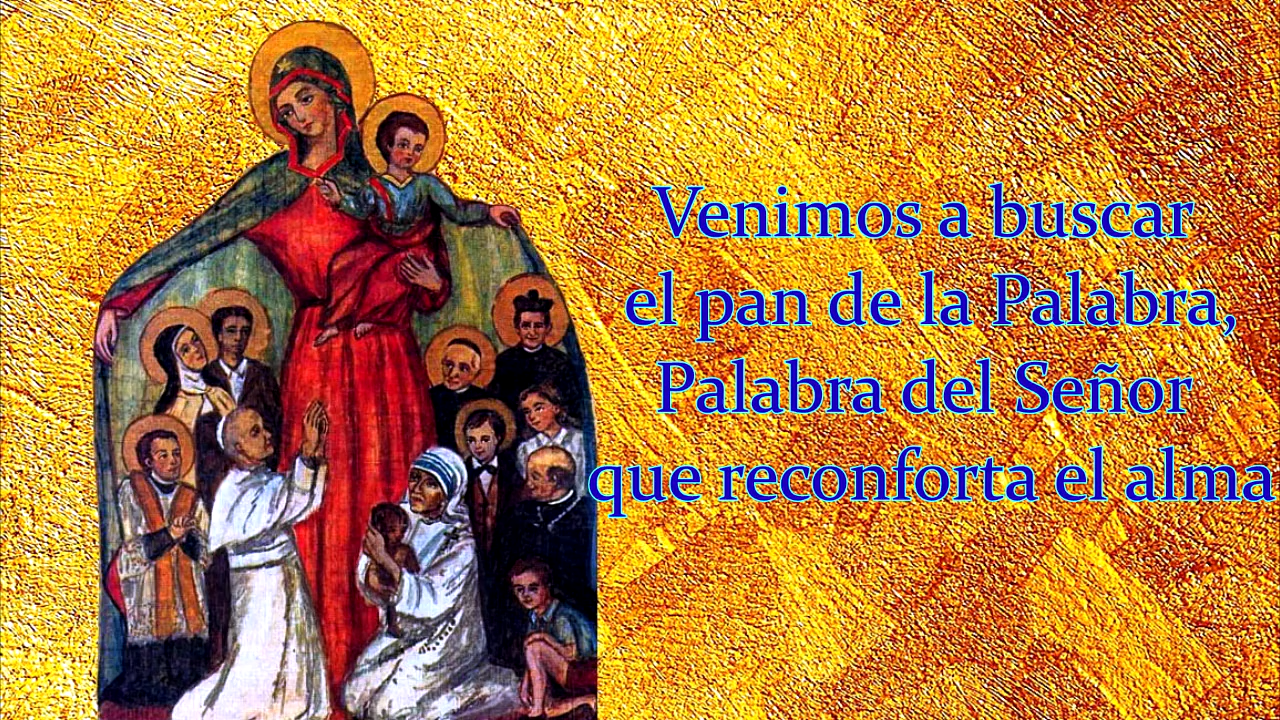 Venimos a buscar
el pan de la Palabra,
Palabra del Señor
que reconforta el alma